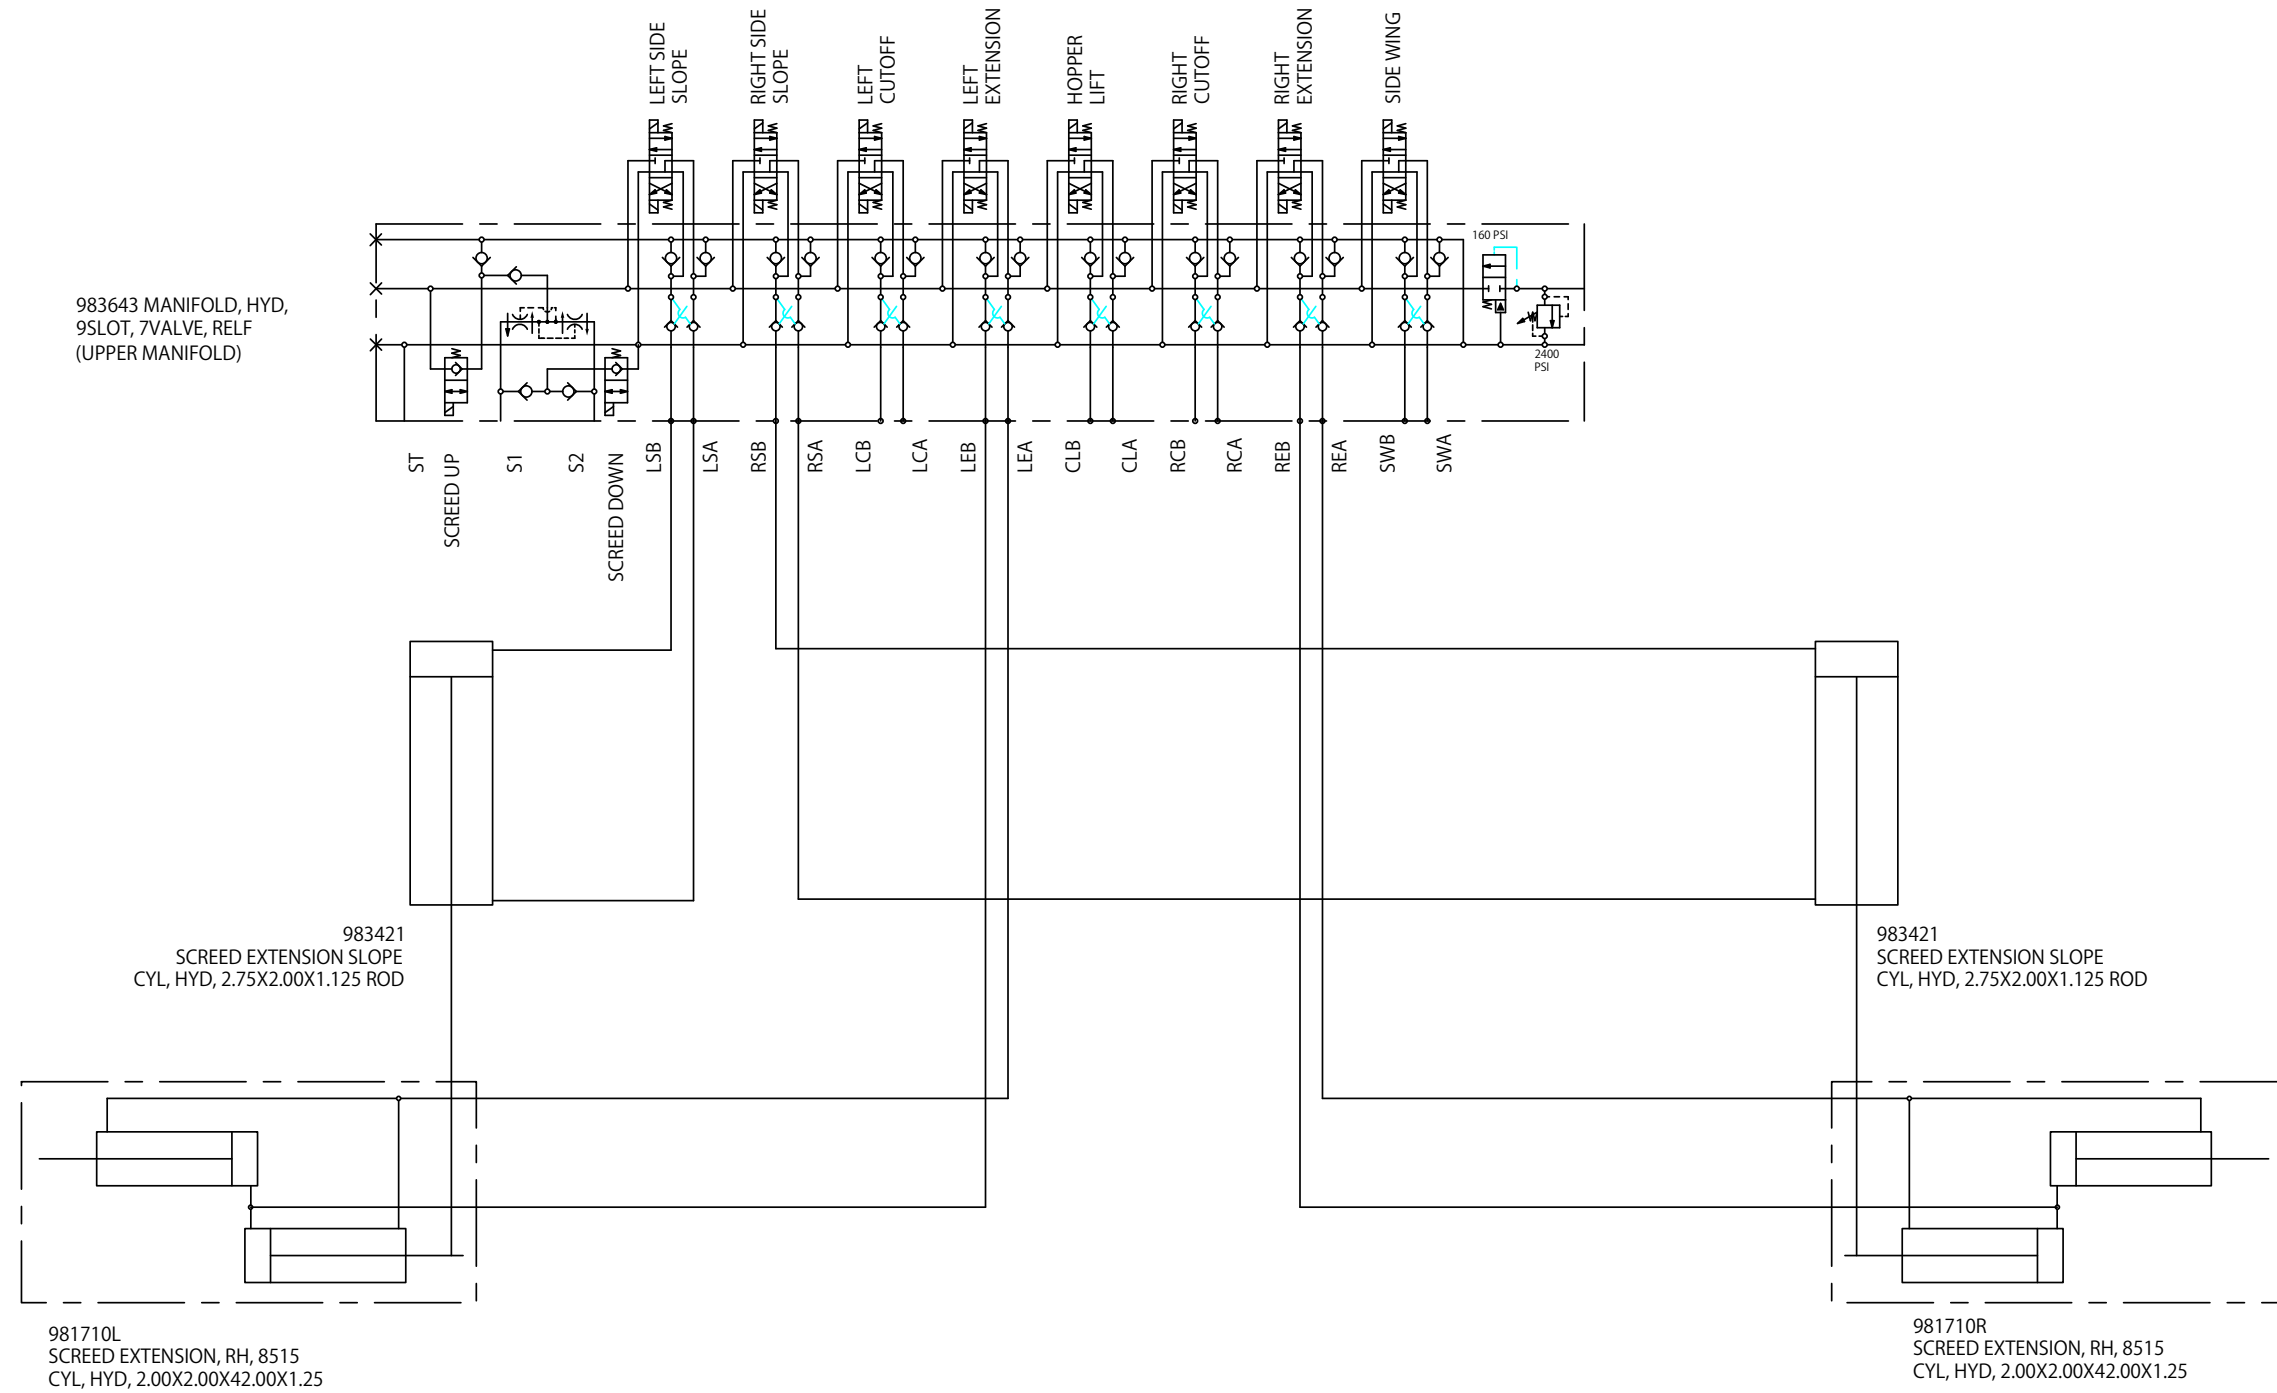 LEFT SIDE
SLOPE
RIGHT SIDE
SLOPE
LEFT
CUTOFF
LEFT
EXTENSION
HOPPER
LIFT
RIGHT
CUTOFF
RIGHT
EXTENSION
SIDE WING
160 PSI
983643 MANIFOLD, HYD,
9SLOT, 7VALVE, RELF
(UPPER MANIFOLD)
2400
PSI
ST
SCREED UP
S1
S2
SCREED DOWN
LSB
LSA
RSB
RSA
LCB
LCA
LEB
LEA
CLB
CLA
RCB
RCA
REB
REA
SWB
SWA
983421
SCREED EXTENSION SLOPE
CYL, HYD, 2.75X2.00X1.125 ROD
983421
SCREED EXTENSION SLOPE
CYL, HYD, 2.75X2.00X1.125 ROD
981710L
SCREED EXTENSION, RH, 8515
CYL, HYD, 2.00X2.00X42.00X1.25
981710R
SCREED EXTENSION, RH, 8515
CYL, HYD, 2.00X2.00X42.00X1.25